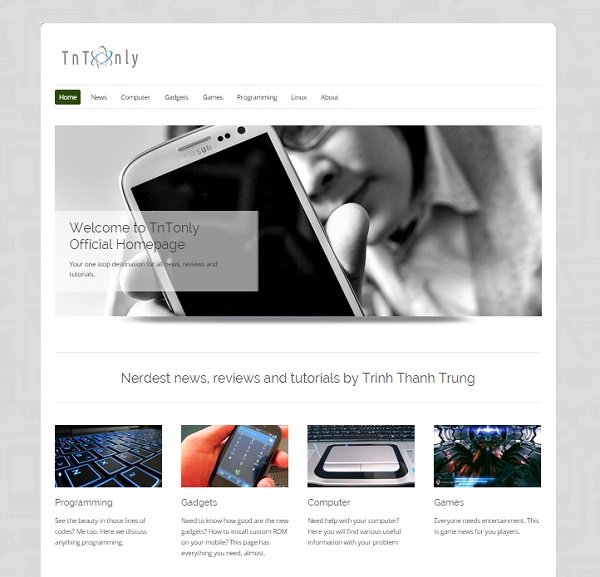 TnTOnly
Home News Computer Gadgets Games Programming Linux About
SAMSUNG
Welcome to TnTonly
Official Homepage
Your one stop destination for all news, reviews and
tutorials.
Nerdest news, reviews and tutorials by Trinh Thanh Trung
Programming
See the beauty in those lines of
codes? Me too. Here we discuss
anything programming.
Gadgets
Need to know how good are the new
gadgets? How to install custom ROM
on your mobile? This page has
everything you need, almost.
Computer
Need help with your computer?
Here you will find various useful
information with your problem
Games
Everyone needs entertainment. This
is game news for you players.